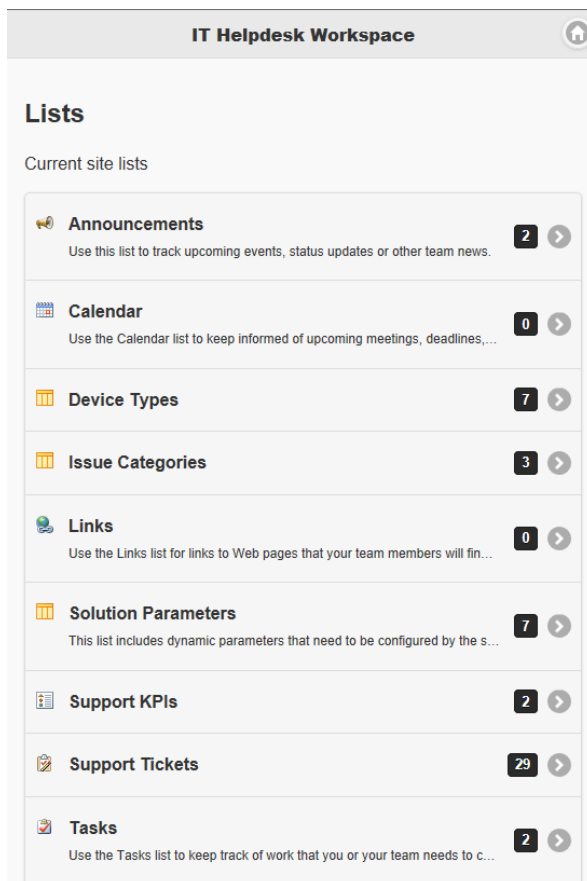 IT Helpdesk Workspace
Lists
Current site lists
Announcements
Use this list to track upcoming events, status updates or other team news.
2
Calendar
Use the Calendar list to keep informed of upcoming meetings, deadlines,...
0
Device Types
7
Issue Categories
3
Links
Use the Links list for links to Web pages that your team members will fin...
0
Solution Parameters
This list includes dynamic parameters that need to be configured by the s...
7
Support KPIs
2
Support Tickets
29
Tasks
Use the Tasks list to keep track of work that you or your team needs to c...
2